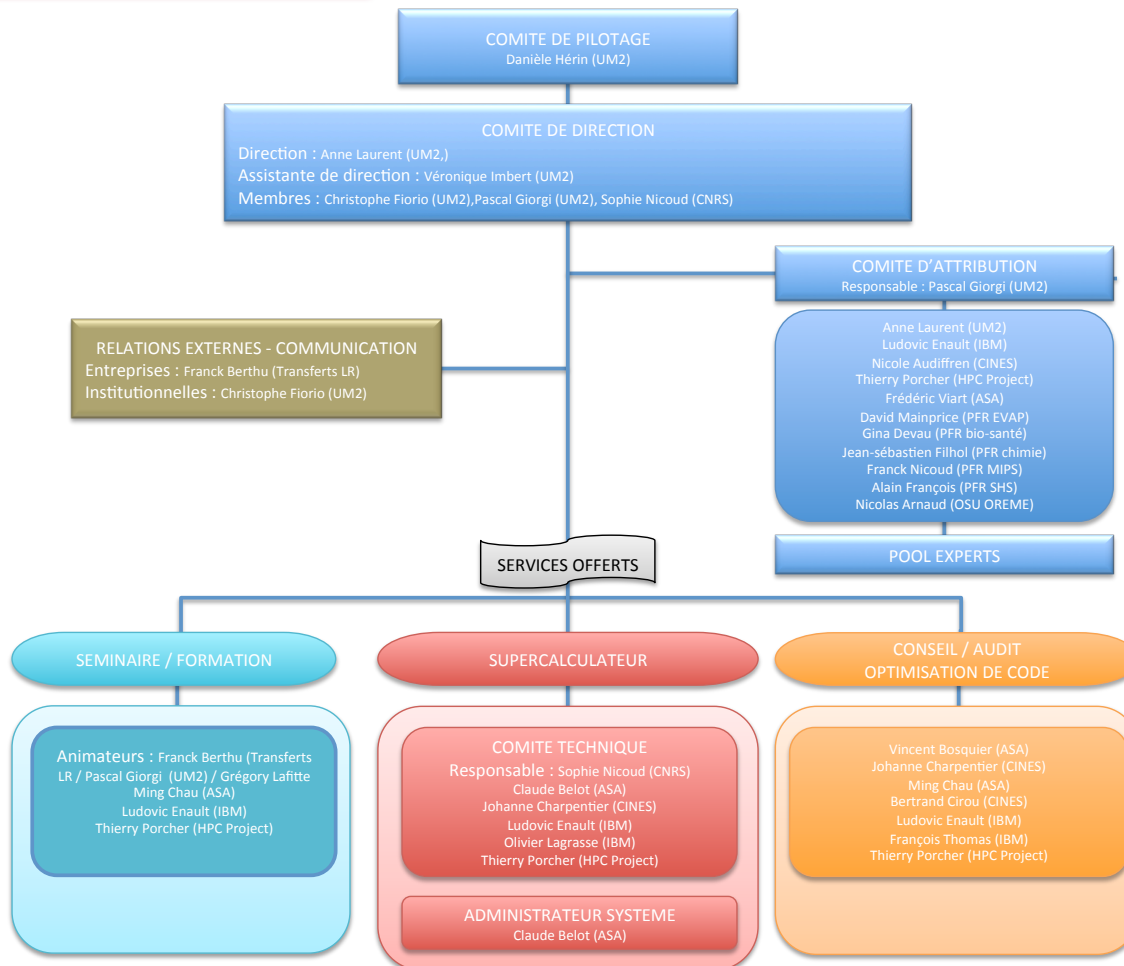 COMITE DE PILOTAGE
Danièle Hérin (UM2)
COMITE DE DIRECTION
Direction : Anne Laurent (UM2,)
Assistante de direction : Véronique Imbert (UM2)
Membres : Christophe Fiorio (UM2),Pascal Giorgi (UM2), Sophie Nicoud (CNRS)
COMITE D'ATTRIBUTION
Responsable : Pascal Giorgi (UM2)
Anne Laurent (UM2)
Ludovic Enault (IBM)
Nicole Audiffren (CINES)
Thierry Porcher (HPC Project)
Frédéric Viart (ASA)
David Mainprice (PFR EVAP)
Gina Devau (PFR bio-santé)
Jean-sébastien Filhol (PFR chimie)
Franck Nicoud (PFR MIPS)
Alain François (PFR SHS)
Nicolas Arnaud (OSU OREME)
POOL EXPERTS
RELATIONS EXTERNES - COMMUNICATION
Entreprises : Franck Berthu (Transferts LR)
Institutionnelles : Christophe Fiorio (UM2)
SERVICES OFFERTS
SEMINAIRE / FORMATION
Animateurs : Franck Berthu (Transferts
LR / Pascal Giorgi (UM2) / Grégory Lafitte
Ming Chau (ASA)
Ludovic Enault (IBM)
Thierry Porcher (HPC Project)
SUPERCALCULATEUR
COMITE TECHNIQUE
Responsable : Sophie Nicoud (CNRS)
Claude Belot (ASA)
Johanne Charpentier (CINES)
Ludovic Enault (IBM)
Olivier Lagrasse (IBM)
Thierry Porcher (HPC Project)
ADMINISTRATEUR SYSTEME
Claude Belot (ASA)
CONSEIL / AUDIT
OPTIMISATION DE CODE
Vincent Bosquier (ASA)
Johanne Charpentier (CINES)
Ming Chau (ASA)
Bertrand Cirou (CINES)
Ludovic Enault (IBM)
François Thomas (IBM)
Thierry Porcher (HPC Project)